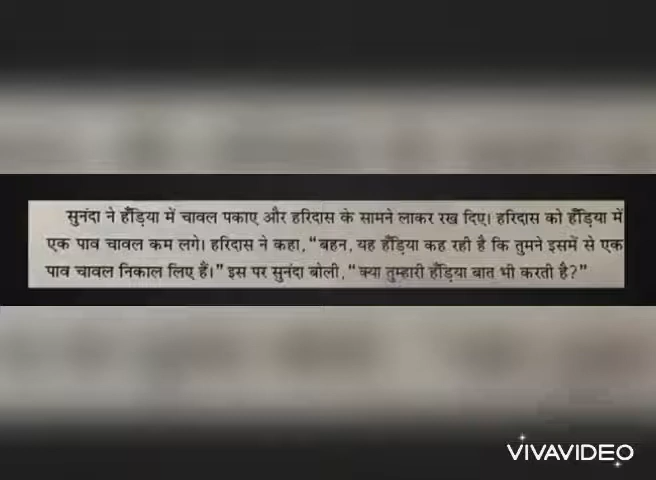 सुनंदा ने हँड़िया में चावल पकाए और हरिदास के सामने लाकर रख दिए। हरिदास को हँड़िया में
एक पाव चावल कम लगे। हरिदास ने कहा, "बहन, यह हँड़िया कह रही है कि तुमने इसमें से एक
पाव चावल निकाल लिए हैं।" इस पर सुनंदा बोली, "क्या तुम्हारी हँड़िया बात भी करती है?"
VIVAVIDEO